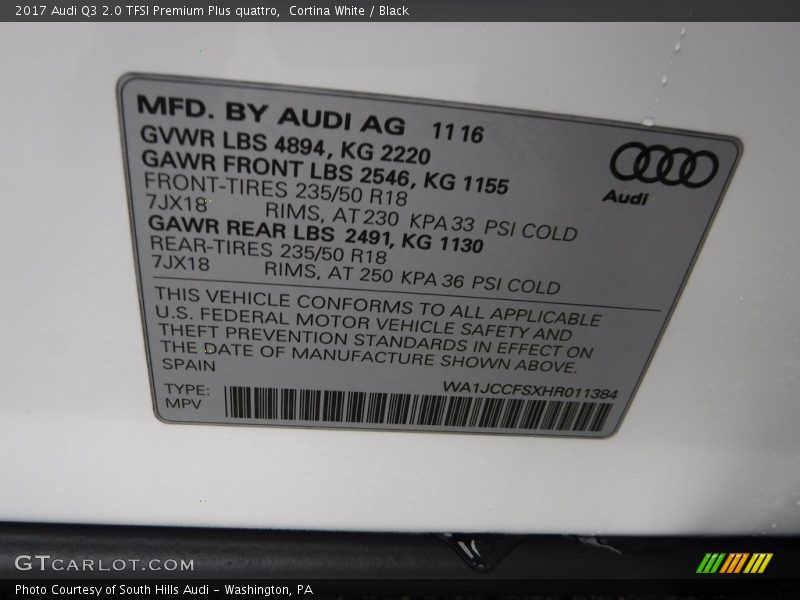 2017 Audi Q3 2.0 TFSI Premium Plus quattro, Cortina White / Black
MFD. BY AUDI AG 11 16
GVWR LBS 4894, KG 2220
GAWR FRONT LBS 2546, KG 1155
FRONT-TIRES 235/50 R18
7JX18 RIMS, AT 230 KPA 33 PSI COLD
GAWR REAR LBS 2491, KG 1130
REAR-TIRES 235/50 R18
7JX18 RIMS, AT 250 KPA 36 PSI COLD
Audi
THIS VEHICLE CONFORMS TO ALL APPLICABLE
U.S. FEDERAL MOTOR VEHICLE SAFETY AND
THEFT PREVENTION STANDARDS IN EFFECT ON
THE DATE OF MANUFACTURE SHOWN ABOVE.
SPAIN
WA1JCCFSXHR011384
TYPE:
MPV
GTCARLOT.COM
Photo Courtesy of South Hills Audi - Washington, PA